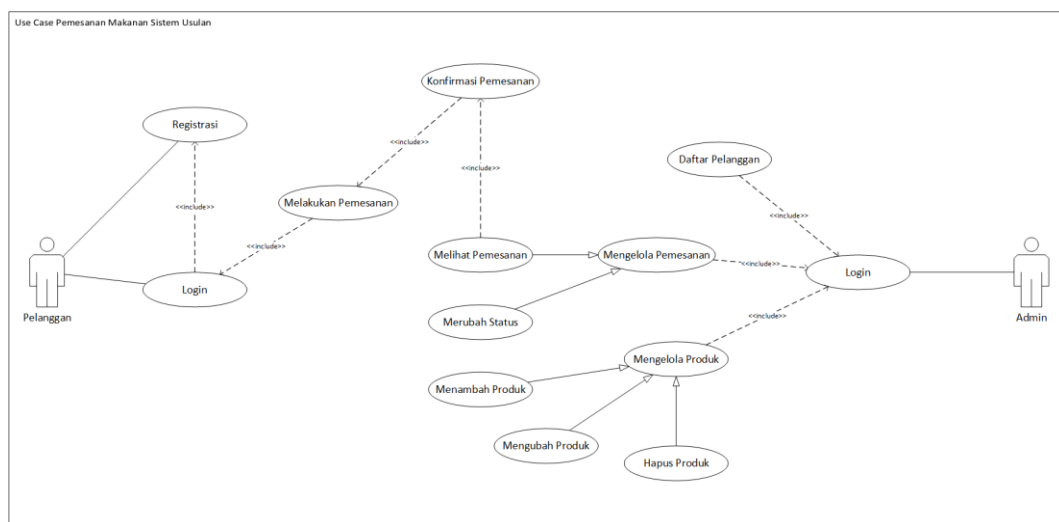 Use Case Pemesanan Makanan Sistem Usulan
Konfirmasi Pemesanan
Registrasi
<<include>>
Daftar Pelanggan
<<include>>
Melakukan Pemesanan
<<include>>
<<include>>
<<include>>
<<include>>
Melihat Pemesanan
Mengelola Pemesanan
<<include>>
Login
Login
Pelanggan
Admin
Merubah Status
<<include>>
Mengelola Produk
Menambah Produk
Mengubah Produk
Hapus Produk